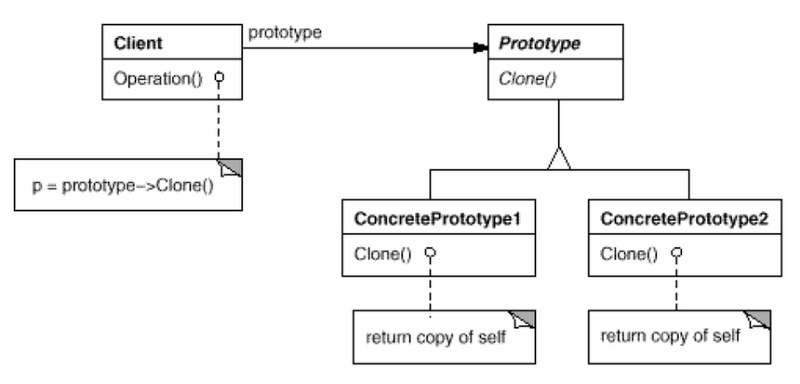 Client
prototype
Prototype
Operation()
Clone()
p = prototype->Clone()
ConcretePrototype1
ConcretePrototype2
Clone()
Clone()
return copy of self
return copy of self